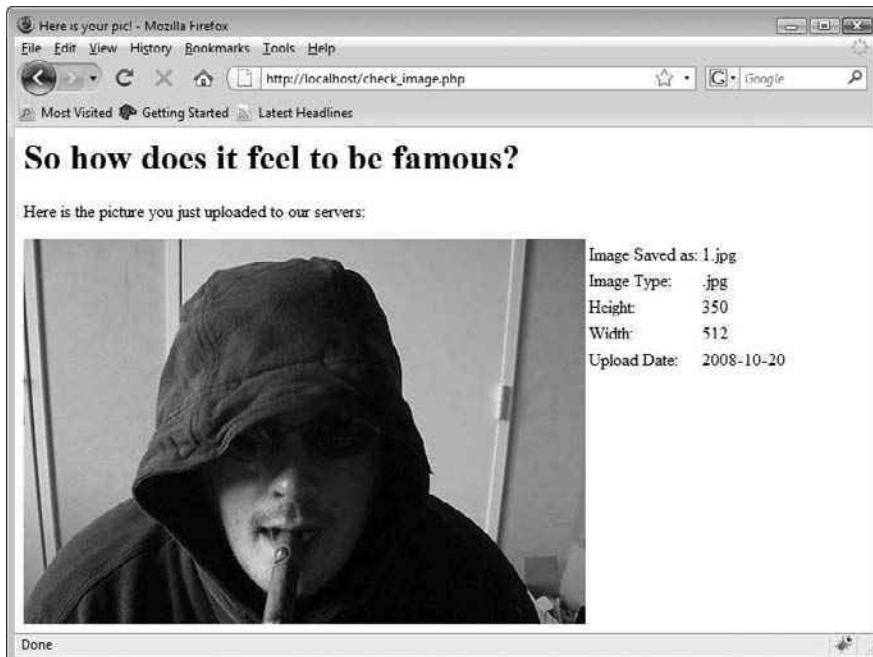 Here is your pic! - Mozilla Firefox
File Edit View History Bookmarks Tools Help
http://localhost/check_image.php
G Google
Most Visited Getting Started Latest Headlines
So how does it feel to be famous?
Here is the picture you just uploaded to our servers:
Image Saved as: 1.jpg
Image Type: .jpg
Height: 350
Width: 512
Upload Date: 2008-10-20
Done